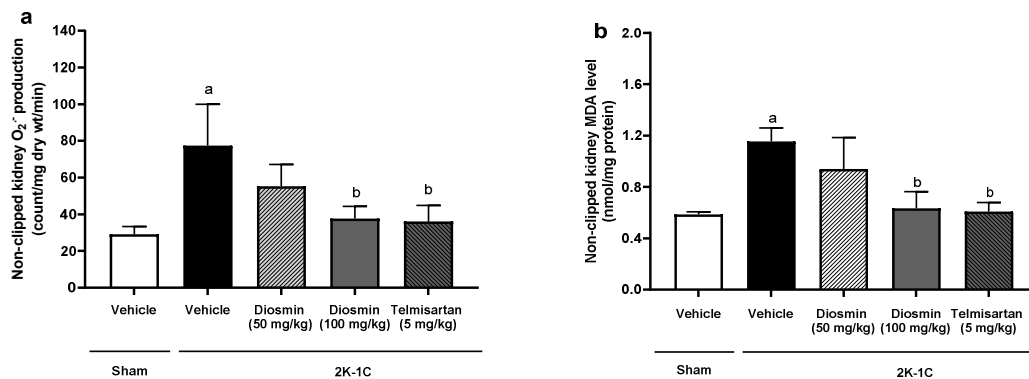 a
Non-clipped kidney O2·- production
(count/mg dry wt/min)
140
120
100
80
60
40
20
0
a
b
b
Vehicle
Vehicle
Diosmin
(50 mg/kg)
Diosmin
(100 mg/kg)
Telmisartan
(5 mg/kg)
Sham
2K-1C
b
Non-clipped kidney MDA level
(nmol/mg protein)
2.0
1.6
1.2
0.8
0.4
0.0
a
b
b
Vehicle
Vehicle
Diosmin
(50 mg/kg)
Diosmin
(100 mg/kg)
Telmisartan
(5 mg/kg)
Sham
2K-1C